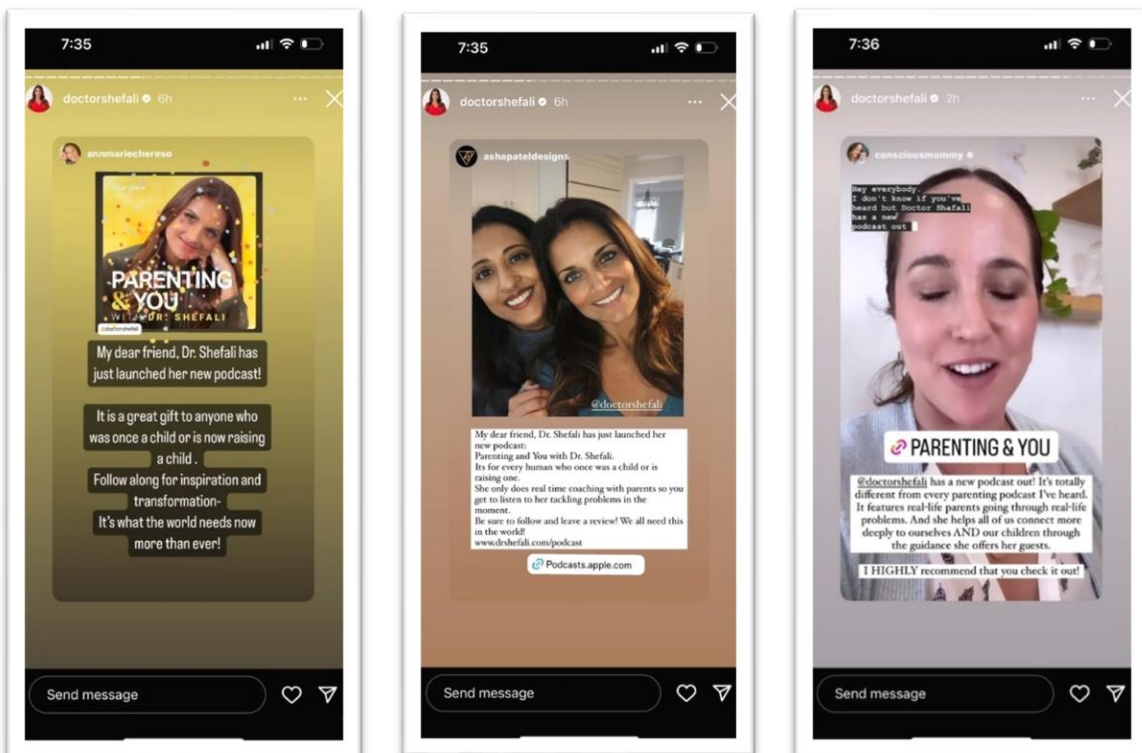 7:35
doctorshefali 6h
annmariechereso
PARENTING
& YOU
WITH DR. SHEFALI
@doctorshefali
My dear friend, Dr. Shefali has
just launched her new podcast!
It is a great gift to anyone who
was once a child or is now raising
a child .
Follow along for inspiration and
transformation-
It's what the world needs now
more than ever!
Send message
7:35
doctorshefali 6h
ashapateldesigns
@doctorshefali
My dear friend, Dr. Shefali has just launched her
new podcast:
Parenting and You with Dr. Shefali.
Its for every human who once was a child or is
raising one.
She only does real time coaching with parents so you
get to listen to her tackling problems in the
moment.
Be sure to follow and leave a review! We all need this
in the world!
www.drshefali.com/podcast
Podcasts.apple.com
Send message
7:36
doctorshefali 2h
consciousmommy
Hey everybody.
I don't know if you've
heard but Doctor Shafali
has a new
podcast out
PARENTING & YOU
@doctorshefali has a new podcast out! It's totally
different from every parenting podcast I've heard.
It features real-life parents going through real-life
problems. And she helps all of us connect more
deeply to ourselves AND our children through
the guidance she offers her guests.
I HIGHLY recommend that you check it out!
Send message